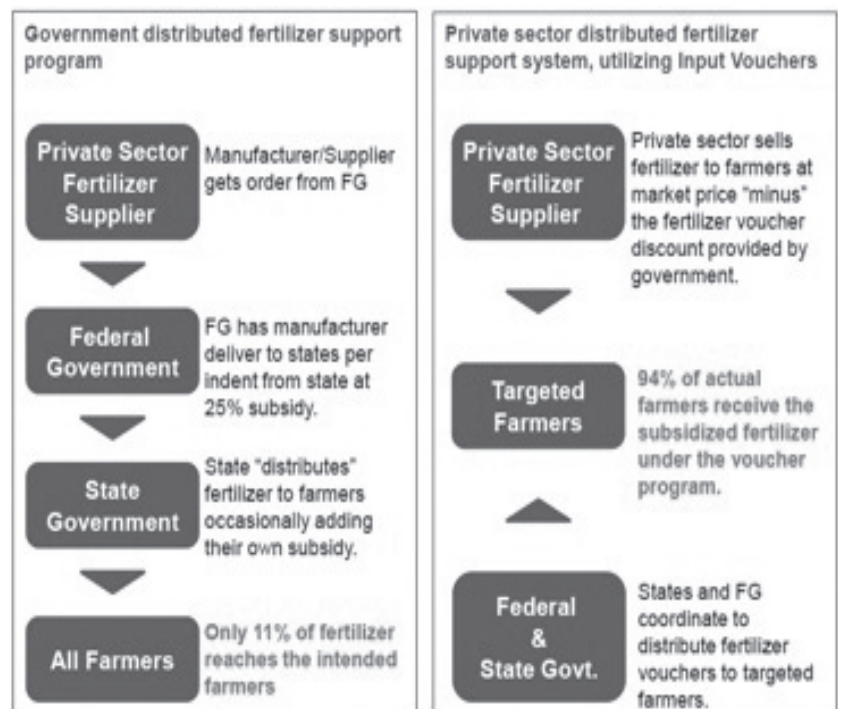 Government distributed fertilizer support
program
Private Sector
Fertilizer
Supplier
Manufacturer/Supplier
gets order from FG
Federal
Government
FG has manufacturer
deliver to states per
indent from state at
25% subsidy.
State
Government
State "distributes"
fertilizer to farmers
occasionally adding
their own subsidy.
All Farmers
Only 11% of fertilizer
reaches the intended
farmers
Private sector distributed fertilizer
support system, utilizing Input Vouchers
Private Sector
Fertilizer
Supplier
Private sector sells
fertilizer to farmers at
market price "minus"
the fertilizer voucher
discount provided by
government.
Targeted
Farmers
94% of actual
farmers receive the
subsidized fertilizer
under the voucher
program.
Federal
&
State Govt.
States and FG
coordinate to
distribute fertilizer
vouchers to targeted
farmers.